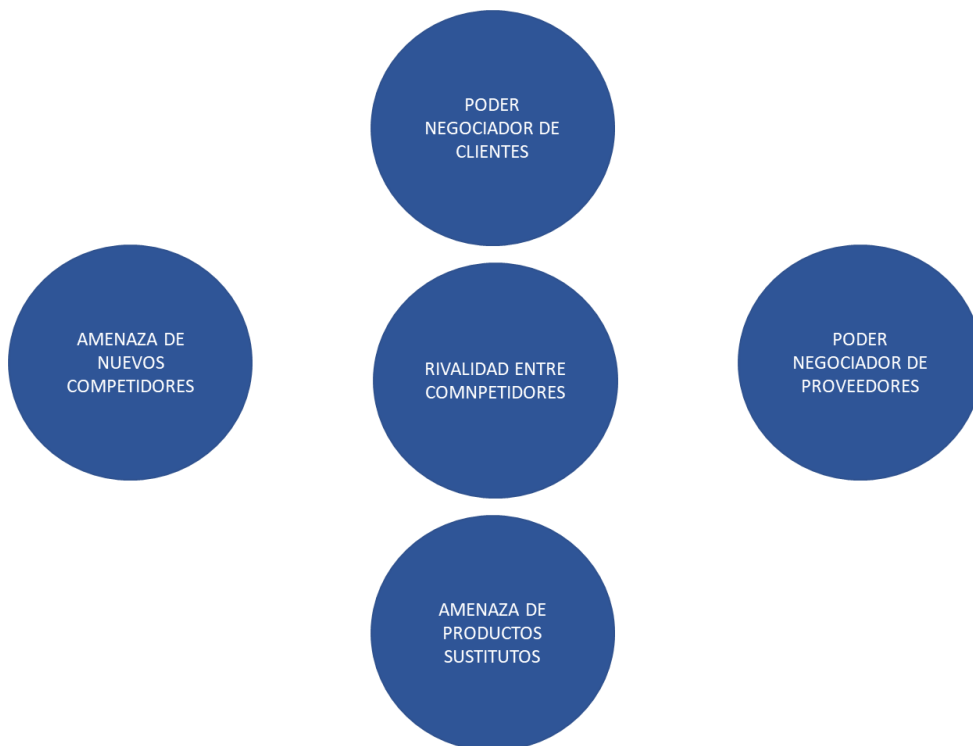 PODER
NEGOCIADOR DE
CLIENTES
AMENAZA DE
NUEVOS
COMPETIDORES
RIVALIDAD ENTRE
COMNPETIDORES
PODER
NEGOCIADOR DE
PROVEEDORES
AMENAZA DE
PRODUCTOS
SUSTITUTOS